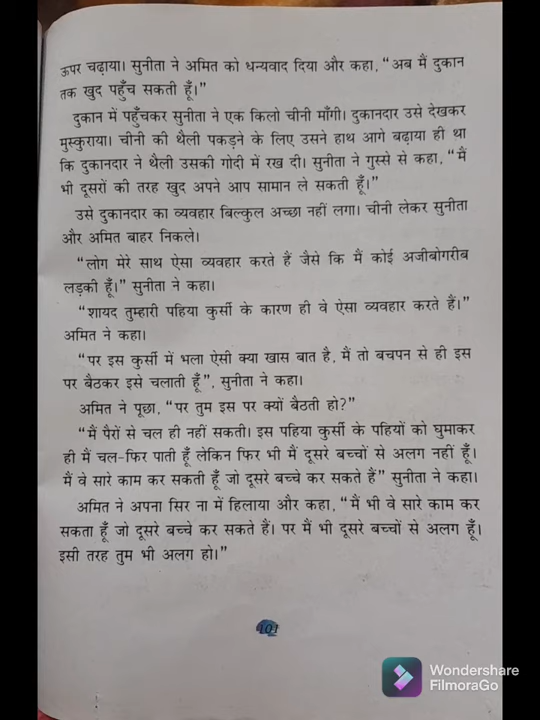 ऊपर चढ़ाया। सुनीता ने अमित को धन्यवाद दिया और कहा, "अब मैं दुकान
तक खुद पहुँच सकती हूँ।"
दुकान में पहुँचकर सुनीता ने एक किलो चीनी माँगी। दुकानदार उसे देखकर
मुस्कुराया। चीनी की थैली पकड़ने के लिए उसने हाथ आगे बढ़ाया ही था
कि दुकानदार ने थैली उसकी गोदी में रख दी। सुनीता ने गुस्से से कहा, "मैं
भी दूसरों की तरह खुद अपने आप सामान ले सकती हूँ।"
उसे दुकानदार का व्यवहार बिल्कुल अच्छा नहीं लगा। चीनी लेकर सुनीता
और अमित बाहर निकले।
"लोग मेरे साथ ऐसा व्यवहार करते हैं जैसे कि मैं कोई अजीबोगरीब
लड़की हूँ।" सुनीता ने कहा।
"शायद तुम्हारी पहिया कुर्सी के कारण ही वे ऐसा व्यवहार करते हैं।"
अमित ने कहा।
"पर इस कुर्सी में भला ऐसी क्या खास बात है, मैं तो बचपन से ही इस
पर बैठकर इसे चलाती हूँ", सुनीता ने कहा।
अमित ने पूछा, "पर तुम इस पर क्यों बैठती हो?"
"मैं पैरों से चल ही नहीं सकती। इस पहिया कुर्सी के पहियों को घुमाकर
ही मैं चल-फिर पाती हूँ लेकिन फिर भी मैं दूसरे बच्चों से अलग नहीं हूँ।
मैं वे सारे काम कर सकती हूँ जो दूसरे बच्चे कर सकते हैं" सुनीता ने कहा।
अमित ने अपना सिर ना में हिलाया और कहा, "मैं भी वे सारे काम कर
सकता हूँ जो दूसरे बच्चे कर सकते हैं। पर मैं भी दूसरे बच्चों से अलग हूँ।
इसी तरह तुम भी अलग हो।"
101
Wondershare
FilmoraGo